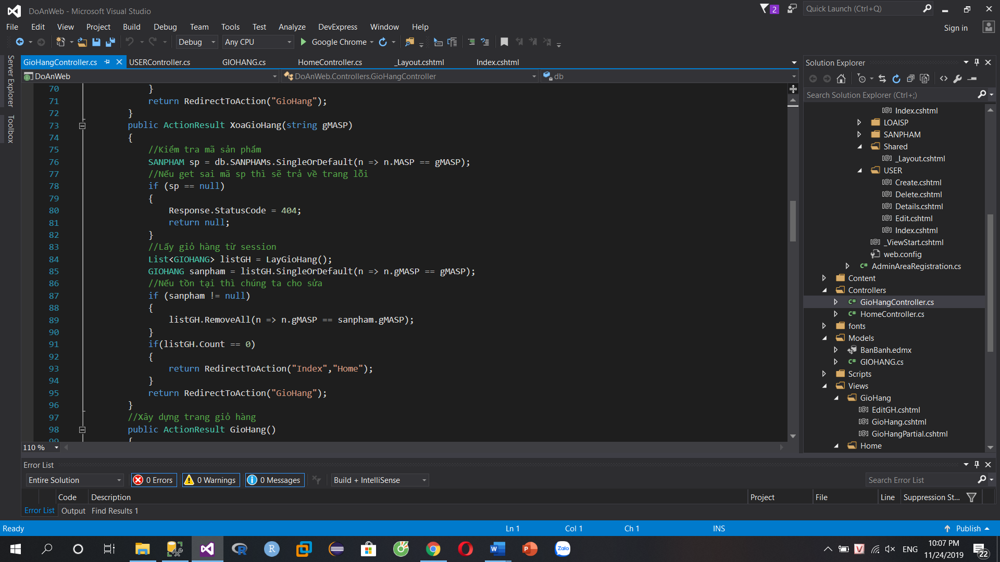 DoAnWeb - Microsoft Visual Studio
2
Quick Launch (Ctrl+Q)
File Edit View Project Build Debug Team Tools Test Analyze DevExpress Window Help
Sign in
Debug Any CPU Google Chrome
Server Explorer
Toolbox
GioHangController.cs USERController.cs GIOHANG.cs HomeController.cs _Layout.cshtml Index.cshtml
DoAnWeb DoAnWeb.Controllers.GioHangController db
70 }
71 return RedirectToAction("GioHang");
72 }
73 public ActionResult XoaGioHang(string gMASP)
74 {
75 //Kiểm tra mã sản phẩm
76 SANPHAM sp = db.SANPHAMs.SingleOrDefault(n => n.MASP == gMASP);
77 //Nếu get sai mã sp thì sẽ trả về trang lỗi
78 if (sp == null)
79 {
80 Response.StatusCode = 404;
81 return null;
82 }
83 //Lấy giỏ hàng từ session
84 List<GIOHANG> listGH = LayGioHang();
85 GIOHANG sanpham = listGH.SingleOrDefault(n => n.gMASP == gMASP);
86 //Nếu tồn tại thì chúng ta cho sửa
87 if (sanpham != null)
88 {
89 listGH.RemoveAll(n => n.gMASP == sanpham.gMASP);
90 }
91 if(listGH.Count == 0)
92 {
93 return RedirectToAction("Index","Home");
94 }
95 return RedirectToAction("GioHang");
96 }
97 //Xây dựng trang giỏ hàng
98 public ActionResult GioHang()
99 {
110 %
Solution Explorer
Search Solution Explorer (Ctrl+;)
Index.cshtml
LOAISP
SANPHAM
Shared
_Layout.cshtml
USER
Create.cshtml
Delete.cshtml
Details.cshtml
Edit.cshtml
Index.cshtml
_ViewStart.cshtml
web.config
C# AdminAreaRegistration.cs
Content
Controllers
C# GioHangController.cs
C# HomeController.cs
fonts
Models
BanBanh.edmx
C# GIOHANG.cs
Scripts
Views
GioHang
EditGH.cshtml
GioHang.cshtml
GioHangPartial.cshtml
Home
Error List
Entire Solution 0 Errors 0 Warnings 0 Messages Build + IntelliSense Search Error List
Code Description Project File Line Suppression St...
Error List Output Find Results 1
Ready Ln 1 Col 1 Ch 1 INS Publish
R R W P Zalo V ENG
10:07 PM
11/24/2019
22